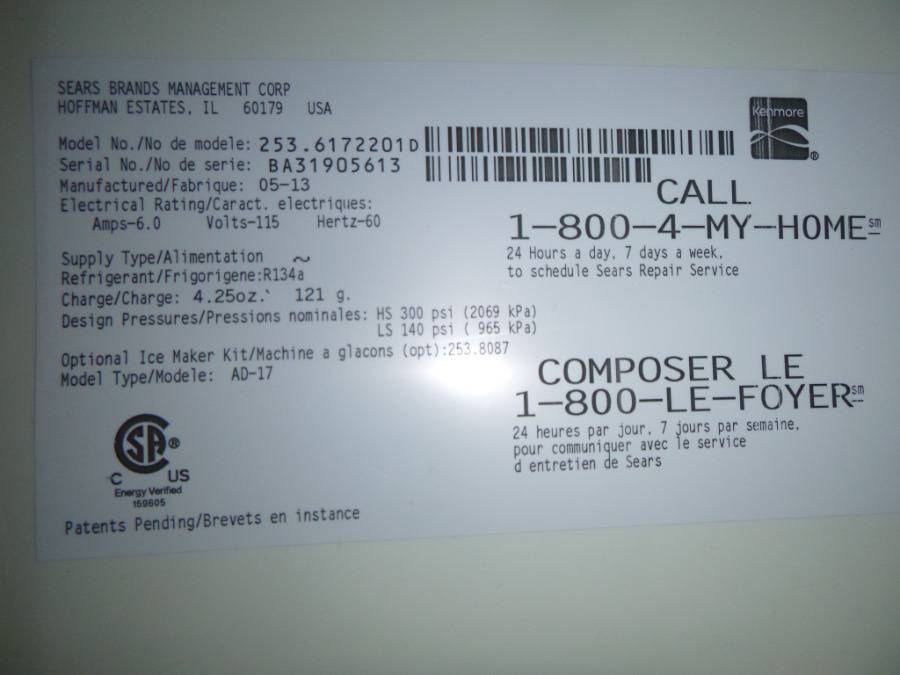 SEARS BRANDS MANAGEMENT CORP
HOFFMAN ESTATES, IL 60179 USA
Model No./No de modele: 253.6172201D
Serial No./No de serie: BA31905613
Manufactured/Fabrique: 05-13
Electrical Rating/Caract. electriques:
Amps-6.0 Volts-115 Hertz-60
Supply Type/Alimentation ~
Refrigerant/Frigorigene:R134a
Charge/Charge: 4.25oz.` 121 g.
Design Pressures/Pressions nominales: HS 300 psi (2069 kPa)
LS 140 psi ( 965 kPa)
Optional Ice Maker Kit/Machine a glacons (opt):253.8087
Model Type/Modele: AD-17
Kenmore®
CALL
1-800-4-MY-HOME℠
24 Hours a day, 7 days a week,
to schedule Sears Repair Service
COMPOSER LE
1-800-LE-FOYER℠
24 heures par jour, 7 jours par semaine,
pour communiquer avec le service
d entretien de Sears
SA®
C US
Energy Verified
159605
Patents Pending/Brevets en instance